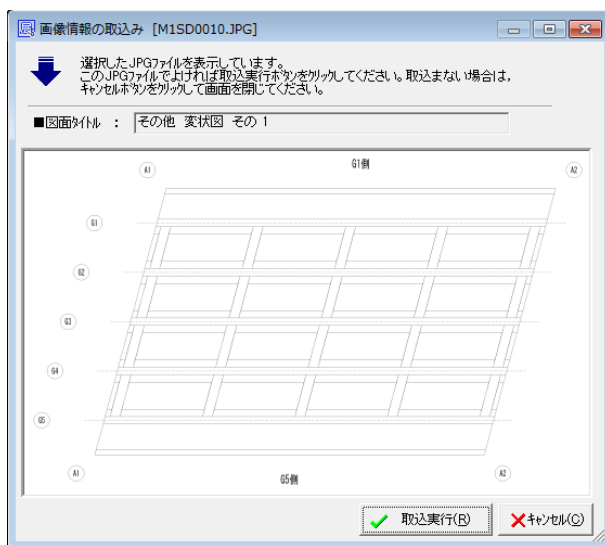 画像情報の取込み [M1SD0010.JPG]
選択したJPGファイルを表示しています。
このJPGファイルでよければ取込実行ボタンをクリックしてください。取込まない場合は，
キャンセルボタンをクリックして画面を閉じてください。
■図面タイトル ： その他 変状図 その 1
A1 G1側 A2
G1
G2
G3
G4
G5
A1 G5側 A2
取込実行(R) キャンセル(C)